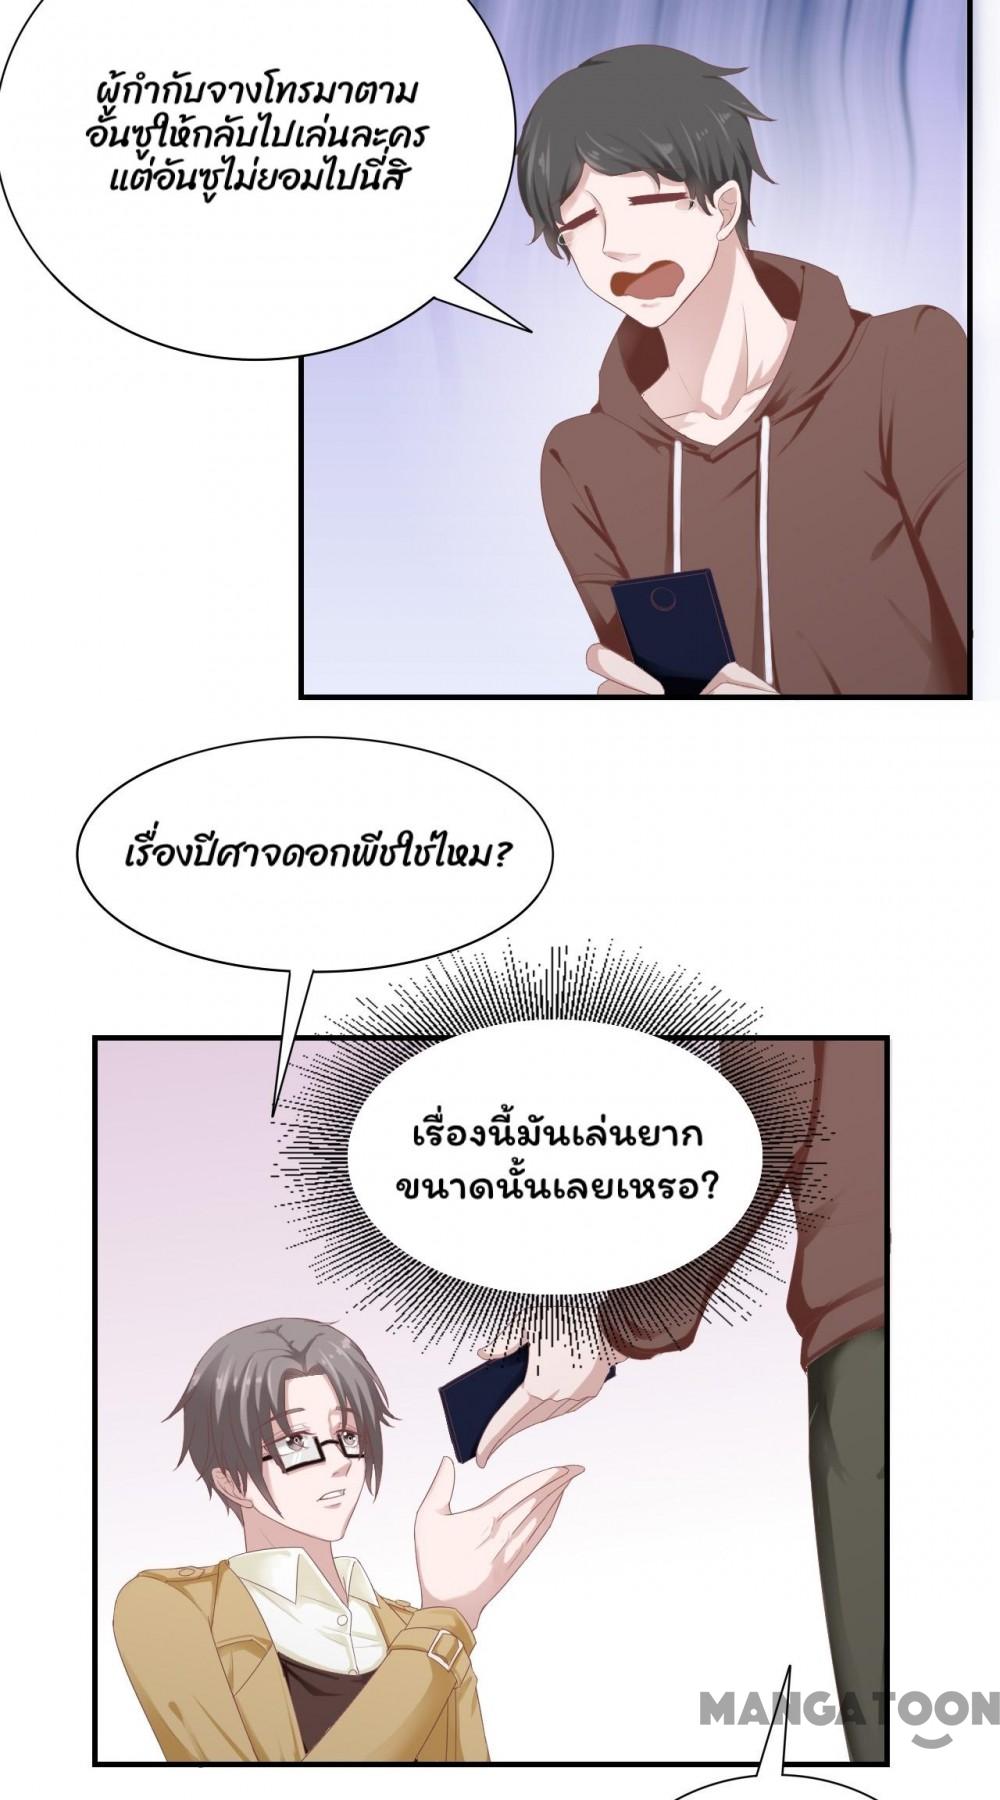 ผู้กำกับจางโทรมาตาม
อันซูให้กลับไปเล่นละคร
แต่อันซูไม่ยอมไปนี่สิ
เรื่องปีศาจดอกพีชใช่ไหม?
เรื่องนี้มันเล่นยาก
ขนาดนั้นเลยเหรอ?
MANGATOON